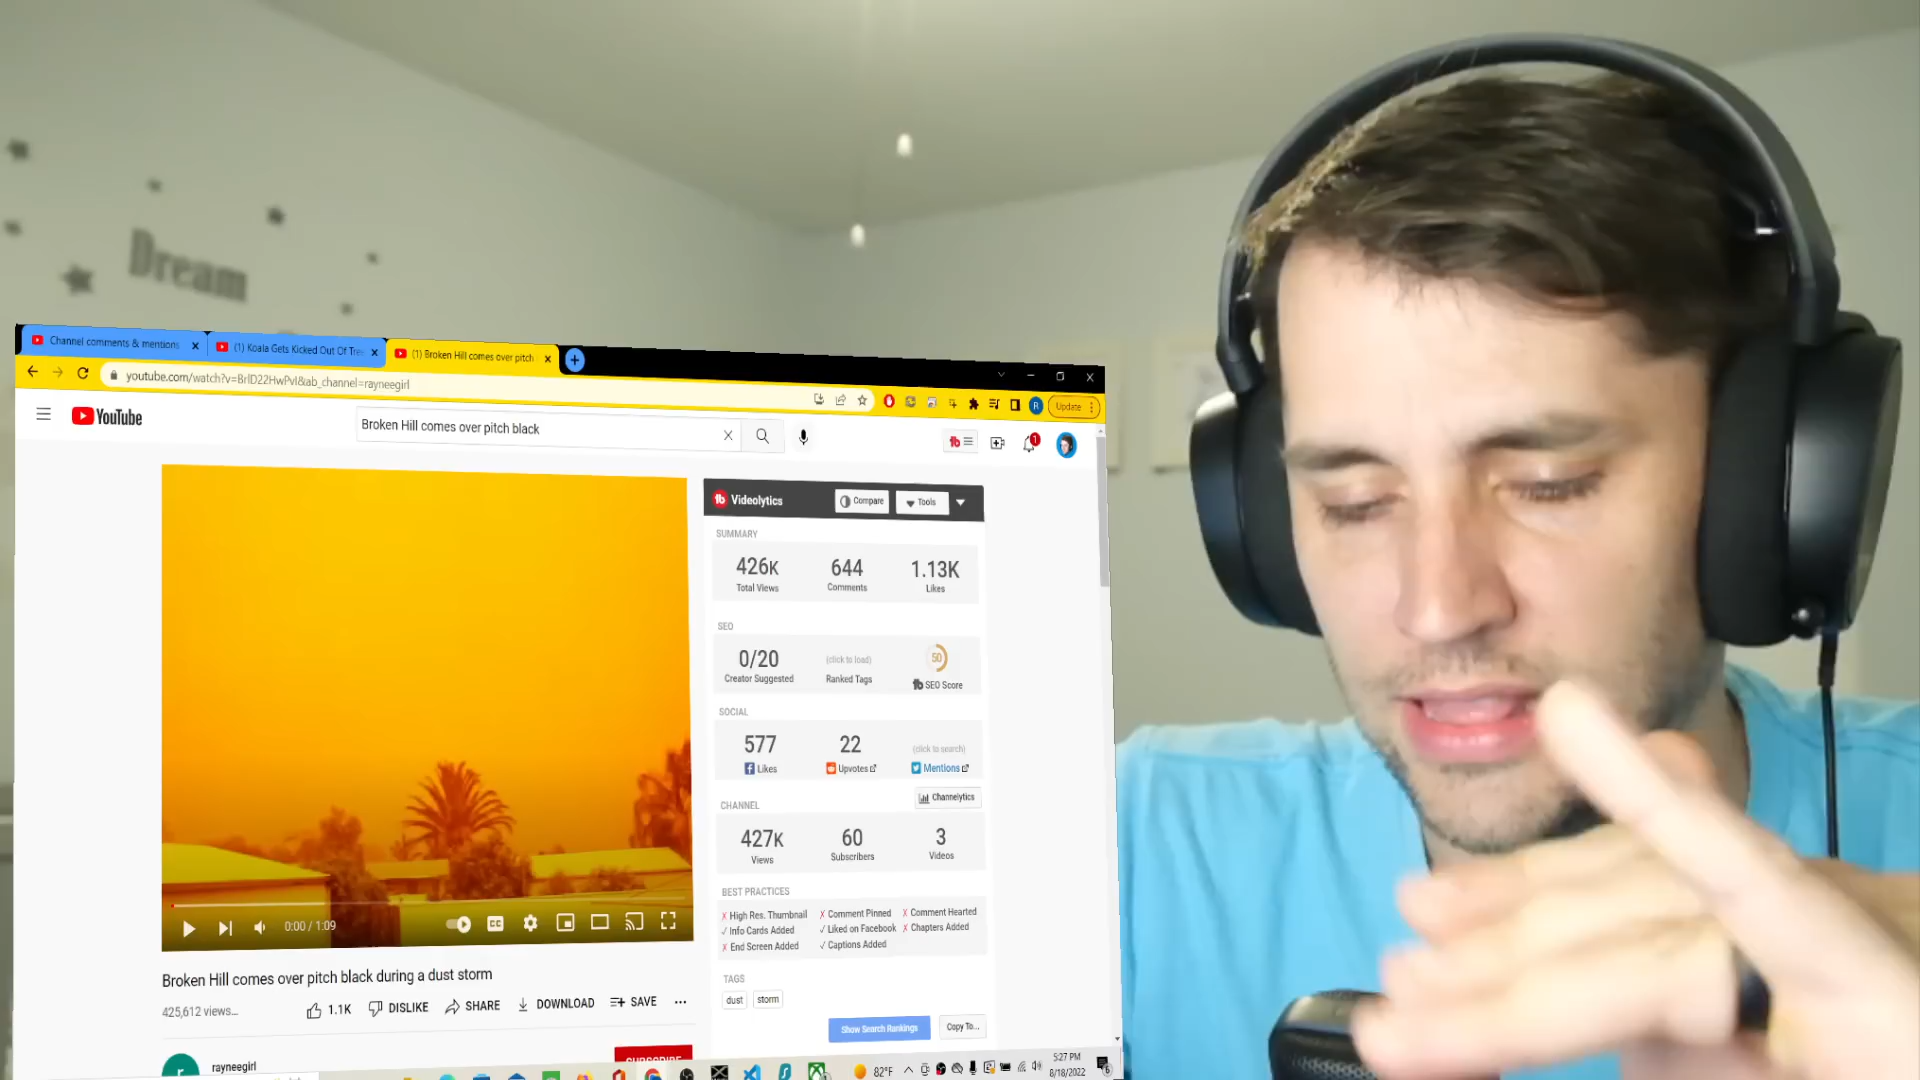 Dream
Channel comments & mentions
(1) Koala Gets Kicked Out Of Tree
(1) Broken Hill comes over pitch
youtube.com/watch?v=BrlD22HwPvI&ab_channel=rayneegirl
Update
YouTube
Broken Hill comes over pitch black
1
Videolytics
Compare
Tools
SUMMARY
426K 644 1.13K
Total Views Comments Likes
SEO
0/20 (click to load) 50
Creator Suggested Ranked Tags SEO Score
SOCIAL
577 22 (click to search)
Likes Upvotes Mentions
Channelytics
CHANNEL
427K 60 3
Views Subscribers Videos
BEST PRACTICES
High Res. Thumbnail Comment Pinned Comment Hearted
Info Cards Added Liked on Facebook Chapters Added
End Screen Added Captions Added
TAGS
dust storm
Show Search Rankings Copy To...
0:00 / 1:09
CC
Broken Hill comes over pitch black during a dust storm
425,612 views...
1.1K DISLIKE SHARE DOWNLOAD SAVE ...
rayneegirl
SUBSCRIBE
82°F
5:27 PM
8/18/2022